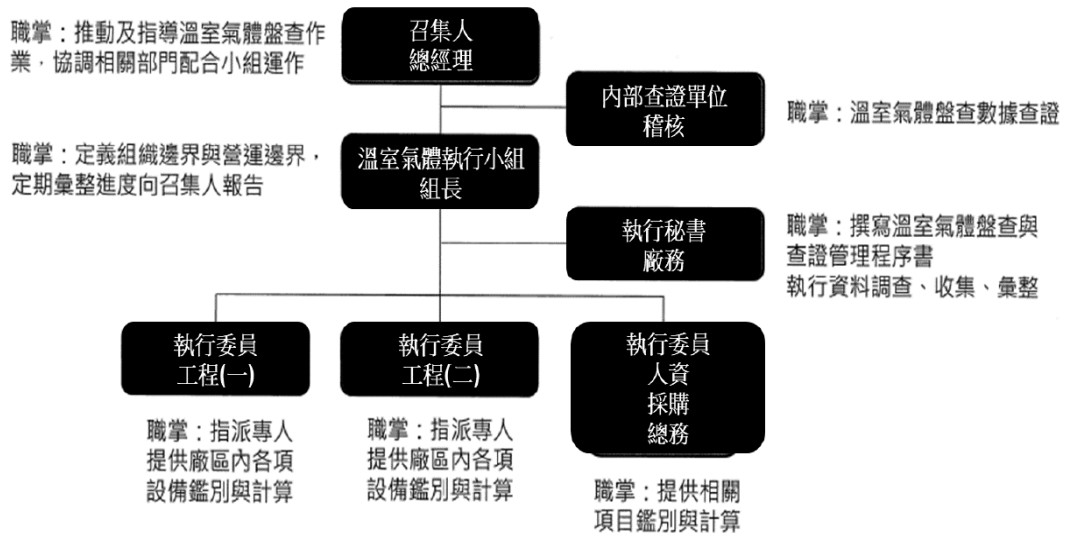 職掌：推動及指導溫室氣體盤查作
業，協調相關部門配合小組運作
召集人
總經理
內部查證單位
稽核
職掌：溫室氣體盤查數據查證
職掌：定義組織邊界與營運邊界，
定期彙整進度向召集人報告
溫室氣體執行小組
組長
執行秘書
廠務
職掌：撰寫溫室氣體盤查與
查證管理程序書
執行資料調查、收集、彙整
執行委員
工程(一)
職掌：指派專人
提供廠區內各項
設備鑑別與計算
執行委員
工程(二)
職掌：指派專人
提供廠區內各項
設備鑑別與計算
執行委員
人資
採購
總務
職掌：提供相關
項目鑑別與計算